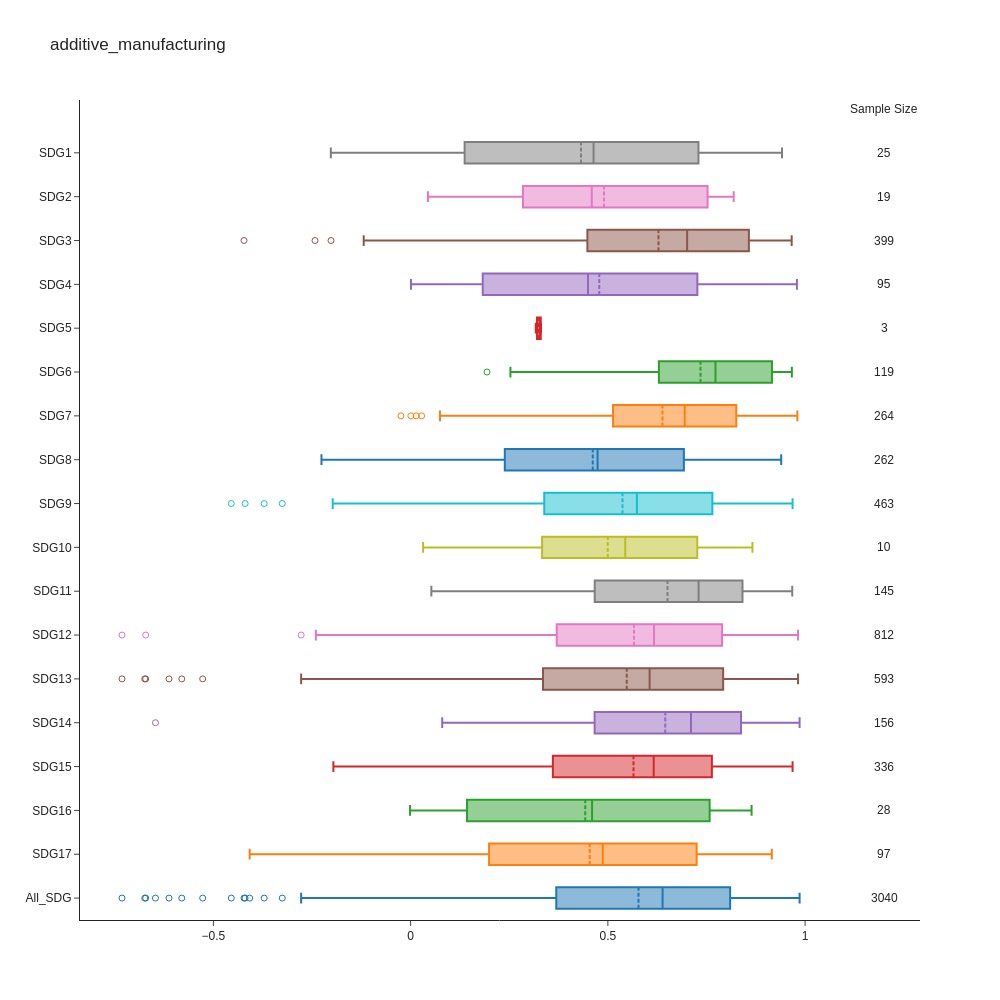 additive_manufacturing
Sample Size
SDG1 25
SDG2 19
SDG3 399
SDG4 95
SDG5 3
SDG6 119
SDG7 264
SDG8 262
SDG9 463
SDG10 10
SDG11 145
SDG12 812
SDG13 593
SDG14 156
SDG15 336
SDG16 28
SDG17 97
All_SDG 3040
−0.5 0 0.5 1